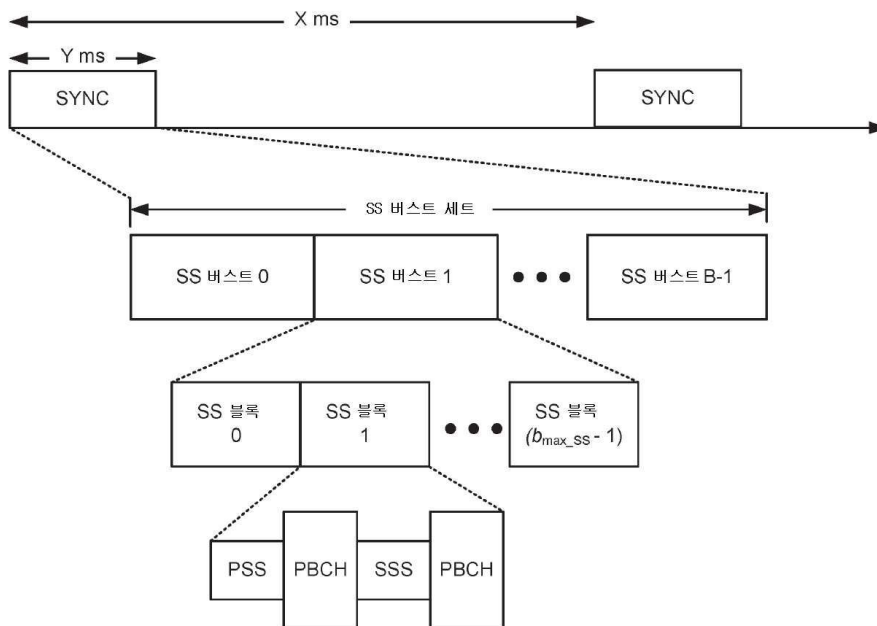 X ms
Y ms
SYNC
SYNC
SS 버스트 세트
SS 버스트 0
SS 버스트 1
SS 버스트 B-1
SS 블록
0
SS 블록
1
SS 블록
(b_max_SS - 1)
PSS
PBCH
SSS
PBCH